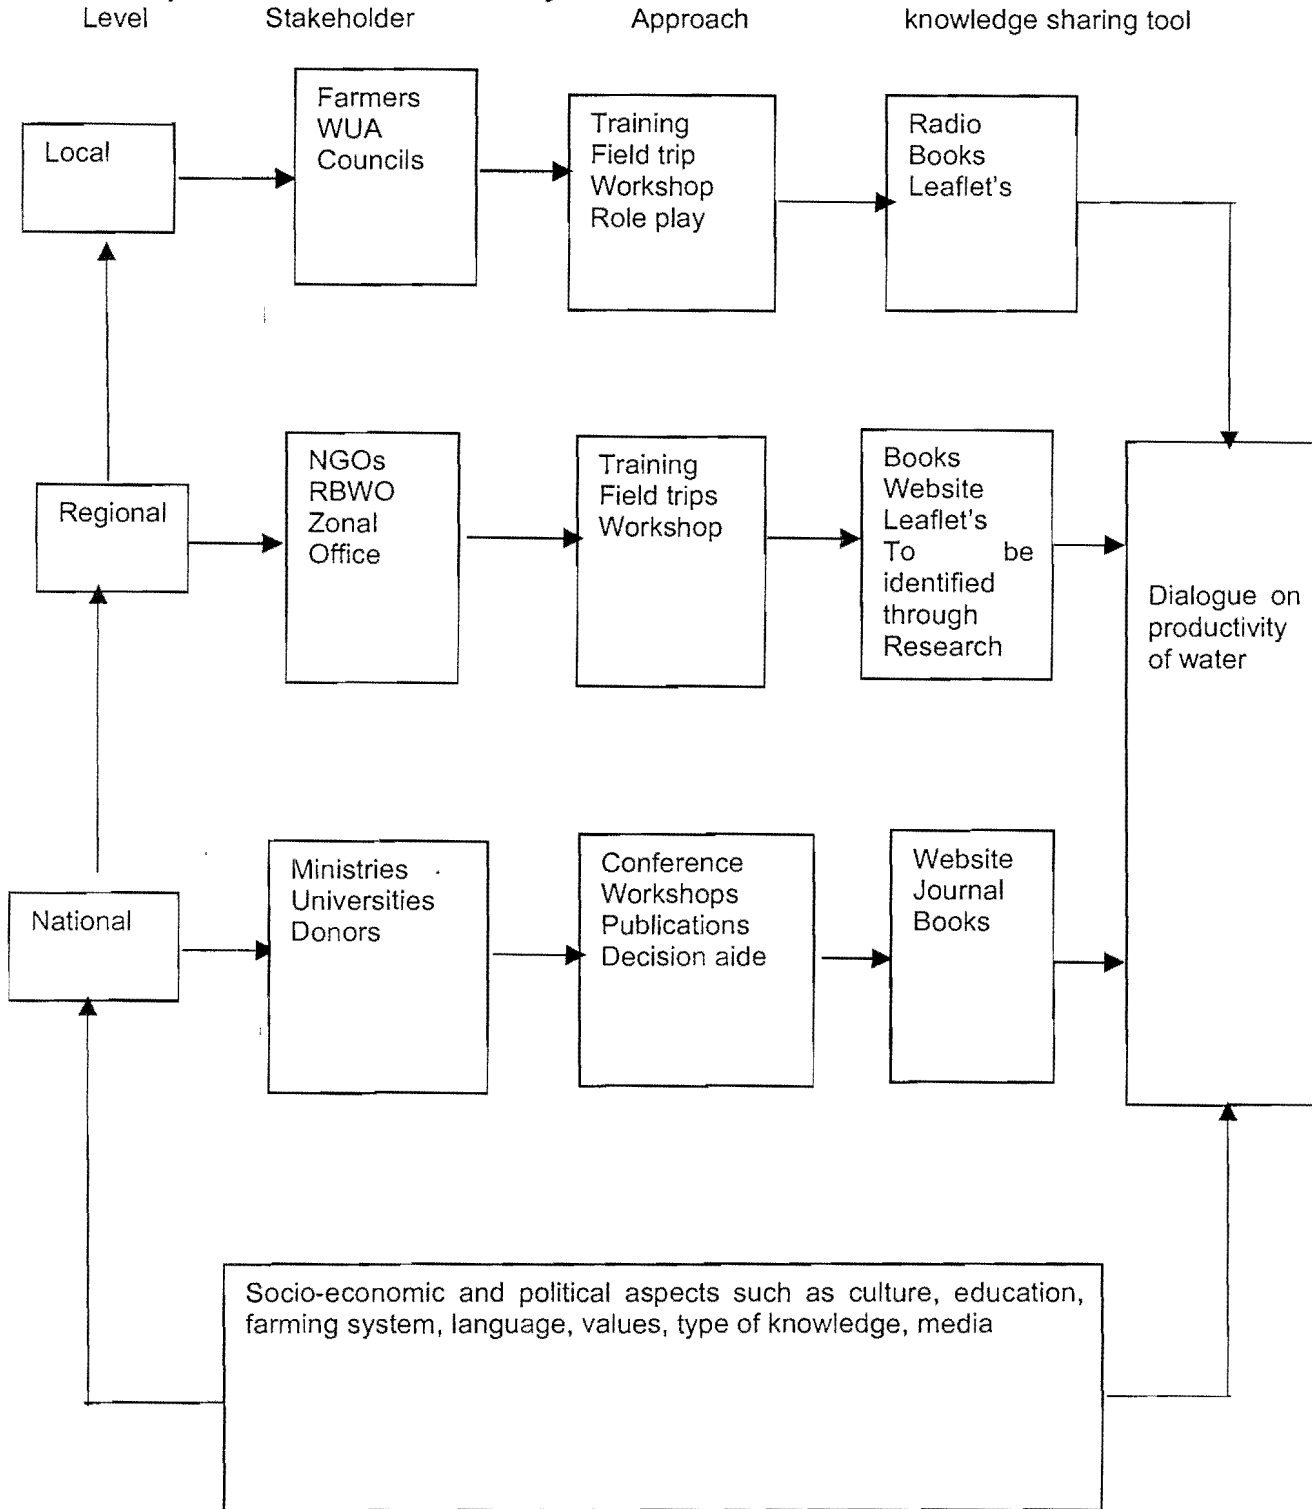 Level Stakeholder Approach knowledge sharing tool
Local
Farmers
WUA
Councils
Training
Field trip
Workshop
Role play
Radio
Books
Leaflet's
Regional
NGOs
RBWO
Zonal
Office
Training
Field trips
Workshop
Books
Website
Leaflet's
To be
identified
through
Research
Dialogue on
productivity
of water
National
Ministries
Universities
Donors
Conference
Workshops
Publications
Decision aide
Website
Journal
Books
Socio-economic and political aspects such as culture, education,
farming system, language, values, type of knowledge, media